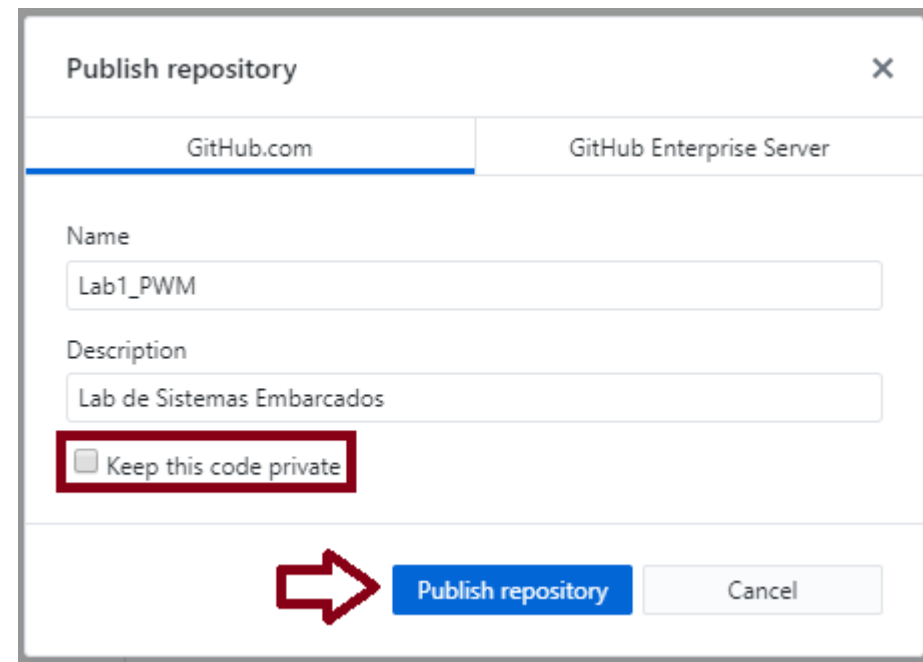 Publish repository
GitHub.com
GitHub Enterprise Server
Name
Lab1_PWM
Description
Lab de Sistemas Embarcados
Keep this code private
Publish repository
Cancel